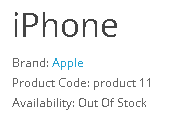 iPhone
Brand: Apple
Product Code: product 11
Availability: Out Of Stock